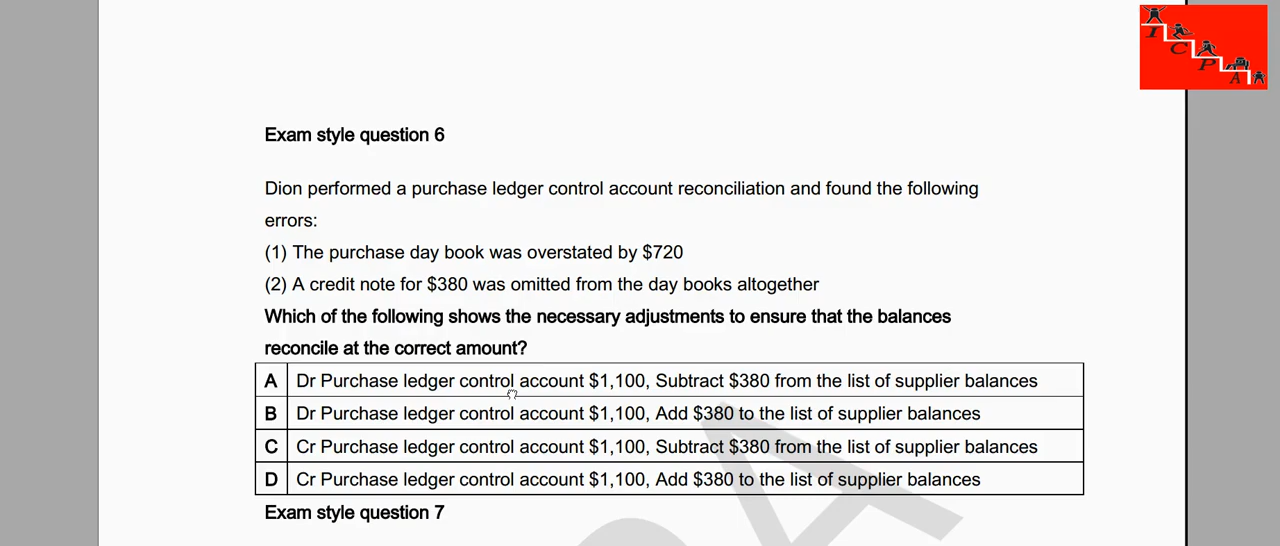 I
C
P
A
Exam style question 6
Dion performed a purchase ledger control account reconciliation and found the following
errors:
(1) The purchase day book was overstated by $720
(2) A credit note for $380 was omitted from the day books altogether
Which of the following shows the necessary adjustments to ensure that the balances
reconcile at the correct amount?
A Dr Purchase ledger control account $1,100, Subtract $380 from the list of supplier balances
B Dr Purchase ledger control account $1,100, Add $380 to the list of supplier balances
C Cr Purchase ledger control account $1,100, Subtract $380 from the list of supplier balances
D Cr Purchase ledger control account $1,100, Add $380 to the list of supplier balances
Exam style question 7